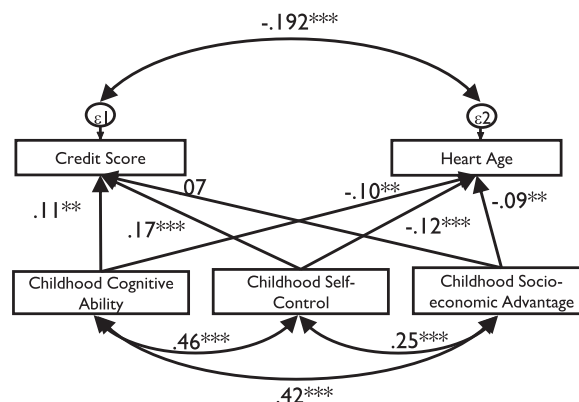 -.192***
ε1
ε2
Credit Score
Heart Age
.07
-.10**
.11**
-.09**
.17***
-.12***
Childhood Cognitive
Ability
Childhood Self-
Control
Childhood Socio-
economic Advantage
.46***
.25***
.42***